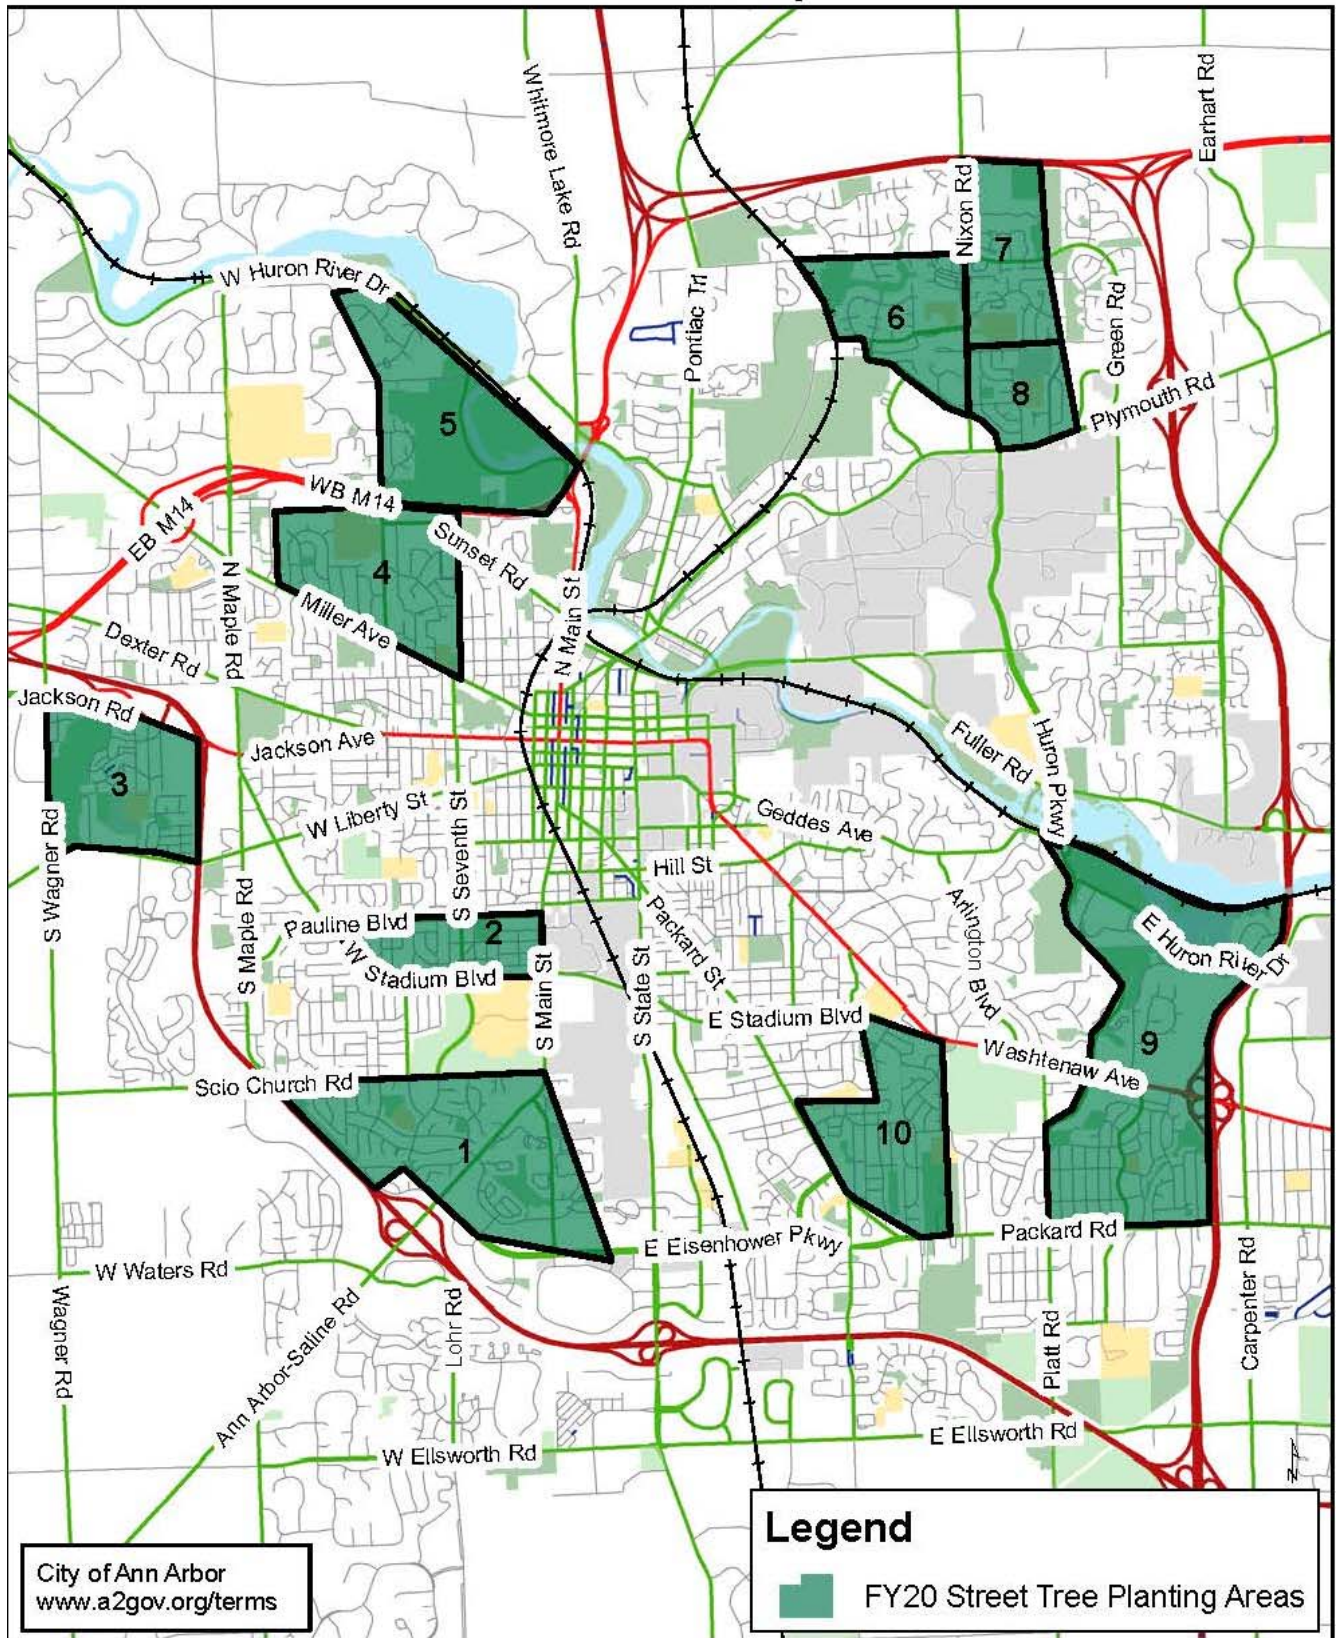 Whitmore Lake Rd
Earhart Rd
Nixon Rd
7
W Huron River Dr
Pontiac Trl
6
Green Rd
8
Plymouth Rd
5
WB M14
EB M14
Sunset Rd
4
N Maple Rd
Miller Ave
N Main St
Dexter Rd
Jackson Rd
Jackson Ave
3
Fuller Rd
Huron Pkwy
W Liberty St
S Seventh St
Geddes Ave
S Wagner Rd
Hill St
S Maple Rd
Pauline Blvd
2
Packard St
Arlington Blvd
E Huron River Dr
W Stadium Blvd
S Main St
S State St
E Stadium Blvd
9
Washtenaw Ave
Scio Church Rd
1
10
E Eisenhower Pkwy
Packard Rd
W Waters Rd
Wagner Rd
Lohr Rd
Ann Arbor-Saline Rd
Platt Rd
Carpenter Rd
W Ellsworth Rd
E Ellsworth Rd
N
Legend
FY20 Street Tree Planting Areas
City of Ann Arbor
www.a2gov.org/terms